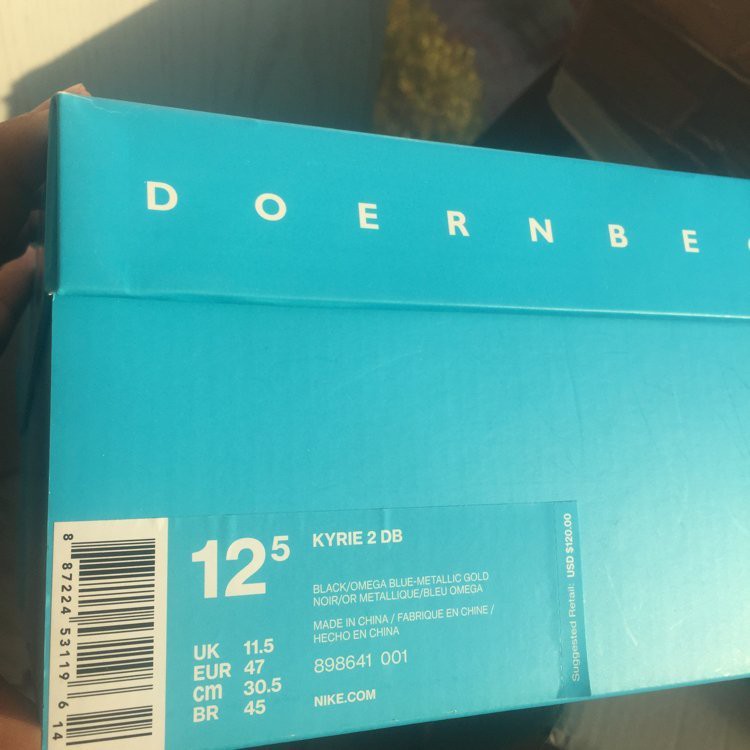 DOERNBE
12⁵
KYRIE 2 DB
BLACK/OMEGA BLUE-METALLIC GOLD
NOIR/OR METALLIQUE/BLEU OMEGA
MADE IN CHINA / FABRIQUE EN CHINE /
HECHO EN CHINA
898641 001
NIKE.COM
UK 11.5
EUR 47
cm 30.5
BR 45
Suggested Retail: USD $120.00
8 87224 53119 6 14